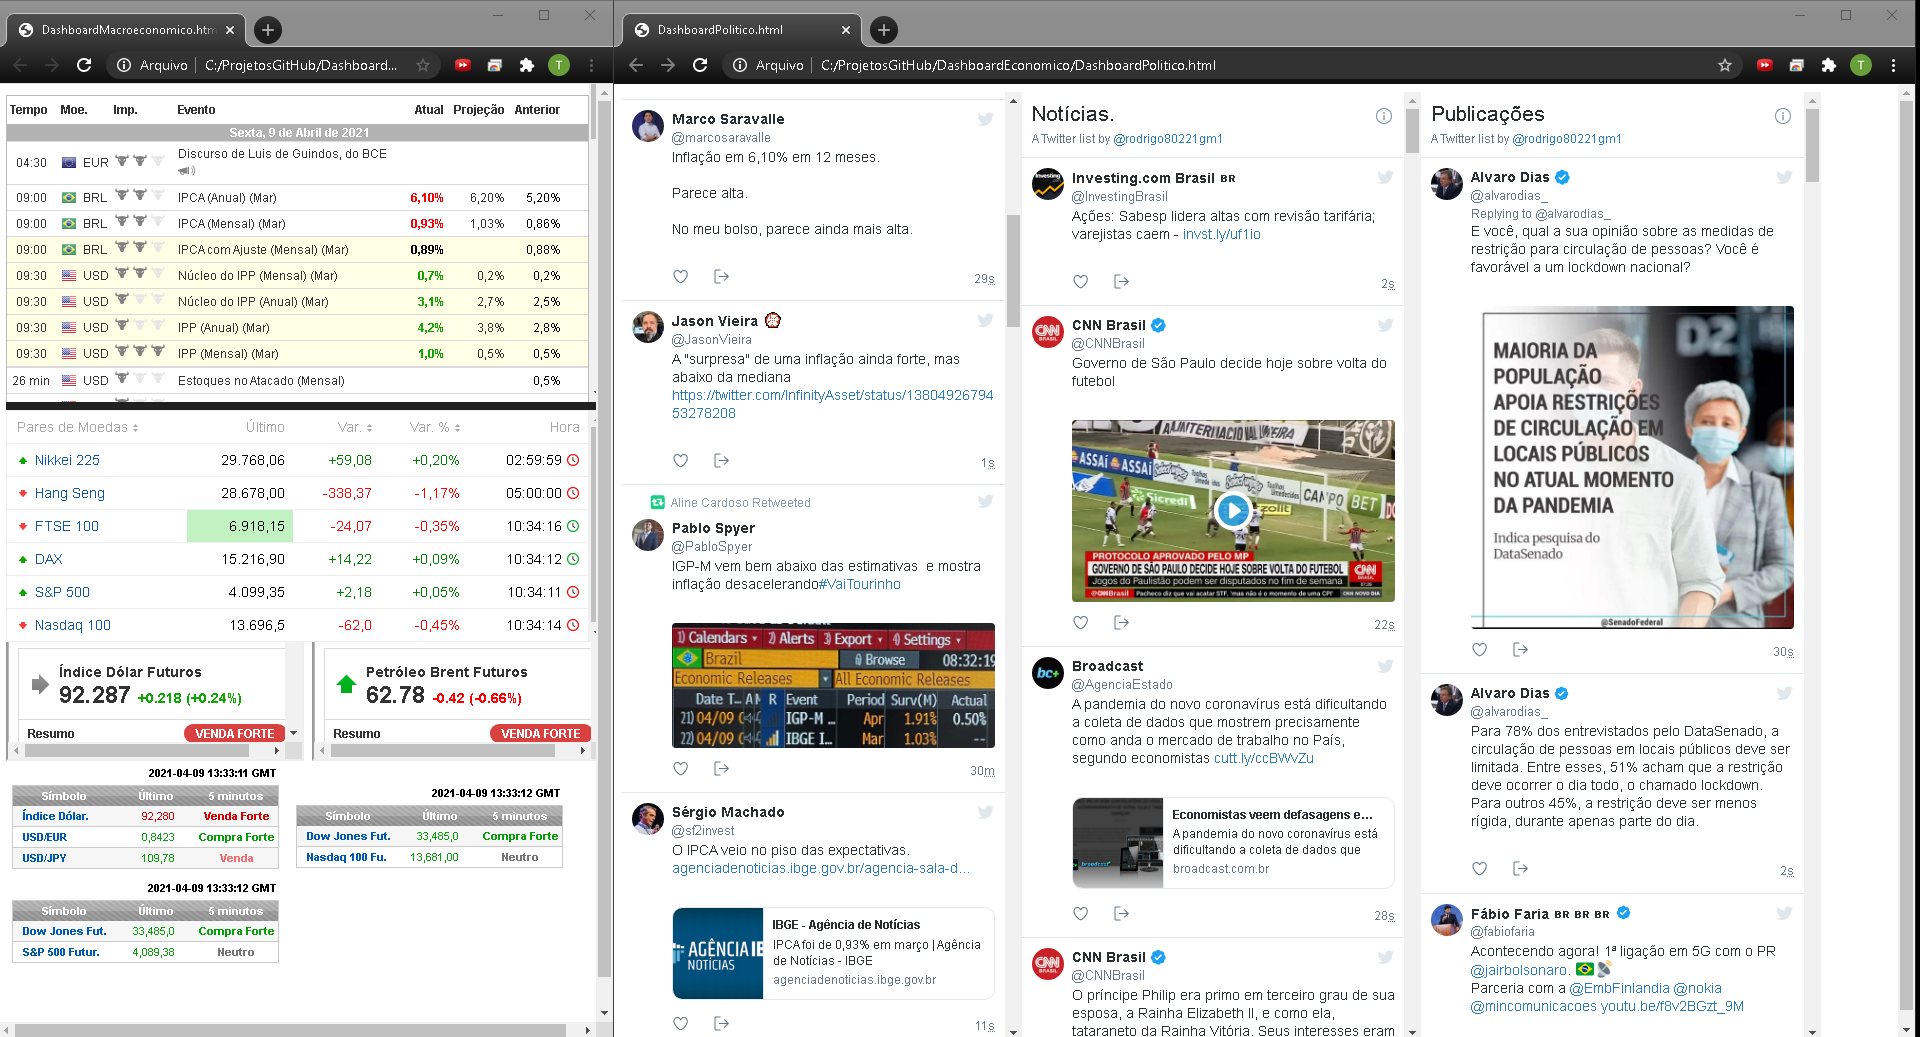 DashboardMacroeconomico.htm
Arquivo C:/ProjetosGitHub/Dashboard...
T
Tempo Moe. Imp. Evento Atual Projeção Anterior
Sexta, 9 de Abril de 2021
04:30 EUR Discurso de Luis de Guindos, do BCE
09:00 BRL IPCA (Anual) (Mar) 6,10% 6,20% 5,20%
09:00 BRL IPCA (Mensal) (Mar) 0,93% 1,03% 0,86%
09:00 BRL IPCA com Ajuste (Mensal) (Mar) 0,89% 0,88%
09:30 USD Núcleo do IPP (Mensal) (Mar) 0,7% 0,2% 0,2%
09:30 USD Núcleo do IPP (Anual) (Mar) 3,1% 2,7% 2,5%
09:30 USD IPP (Anual) (Mar) 4,2% 3,8% 2,8%
09:30 USD IPP (Mensal) (Mar) 1,0% 0,5% 0,5%
26 min USD Estoques no Atacado (Mensal) 0,5%
Pares de Moedas Último Var. Var. % Hora
Nikkei 225 29.768,06 +59,08 +0,20% 02:59:59
Hang Seng 28.678,00 -338,37 -1,17% 05:00:00
FTSE 100 6.918,15 -24,07 -0,35% 10:34:16
DAX 15.216,90 +14,22 +0,09% 10:34:12
S&P 500 4.099,35 +2,18 +0,05% 10:34:11
Nasdaq 100 13.696,5 -62,0 -0,45% 10:34:14
Índice Dólar Futuros
92.287 +0.218 (+0.24%)
Resumo VENDA FORTE
Petróleo Brent Futuros
62.78 -0.42 (-0.66%)
Resumo VENDA FORTE
2021-04-09 13:33:11 GMT
Símbolo Último 5 minutos
Índice Dólar. 92,280 Venda Forte
USD/EUR 0,8423 Compra Forte
USD/JPY 109,78 Venda
2021-04-09 13:33:12 GMT
Símbolo Último 5 minutos
Dow Jones Fut. 33,485,0 Compra Forte
Nasdaq 100 Fu. 13,681,00 Neutro
2021-04-09 13:33:12 GMT
Símbolo Último 5 minutos
Dow Jones Fut. 33,485,0 Compra Forte
S&P 500 Futur. 4,089,38 Neutro
DashboardPolitico.html
Arquivo C:/ProjetosGitHub/DashboardEconomico/DashboardPolitico.html
T
Marco Saravalle
@marcosaravalle
Inflação em 6,10% em 12 meses.
Parece alta.
No meu bolso, parece ainda mais alta.
29s
Jason Vieira
@JasonVieira
A "surpresa" de uma inflação ainda forte, mas
abaixo da mediana
https://twitter.com/InfinityAsset/status/13804926794
53278208
1s
Aline Cardoso Retweeted
Pablo Spyer
@PabloSpyer
IGP-M vem bem abaixo das estimativas e mostra
inflação desacelerando#VaiTourinho
1) Calendars 2) Alerts 3) Export 4) Settings
Brazil Browse 08:32:19
Economic Releases All Economic Releases
Date T... A M R Event Period Surv(M) Actual
21) 04/09 IGP-M ... Apr 1.91% 0.50%
22) 04/09 IBGE I... Mar 1.03% --
30m
Sérgio Machado
@sf2invest
O IPCA veio no piso das expectativas.
agenciadenoticias.ibge.gov.br/agencia-sala-d...
AGÊNCIA IB
NOTÍCIAS
IBGE - Agência de Notícias
IPCA foi de 0,93% em março | Agência
de Notícias - IBGE
agenciadenoticias.ibge.gov.br
11s
Notícias.
A Twitter list by @rodrigo80221gm1
Investing.com Brasil BR
@InvestingBrasil
Ações: Sabesp lidera altas com revisão tarifária;
varejistas caem - invst.ly/uf1io
2s
CNN Brasil
@CNNBrasil
Governo de São Paulo decide hoje sobre volta do
futebol
ASSAÍ ASSAÍ
Sicredi
CAMPO BET
PROTOCOLO APROVADO PELO MP
GOVERNO DE SÃO PAULO DECIDE HOJE SOBRE VOLTA DO FUTEBOL
Jogos do Paulistão podem ser disputados no fim de semana
CNN BRASIL
@CNNBrasil Pacheco diz que vai acatar STF, 'mas não é o momento de uma CPI' CNN NOVO DIA
22s
Broadcast
@AgenciaEstado
A pandemia do novo coronavírus está dificultando
a coleta de dados que mostrem precisamente
como anda o mercado de trabalho no País,
segundo economistas cutt.ly/ccBWvZu
Economistas veem defasagens e...
A pandemia do novo coronavírus está
dificultando a coleta de dados que
broadcast.com.br
28s
CNN Brasil
@CNNBrasil
O príncipe Philip era primo em terceiro grau de sua
esposa, a Rainha Elizabeth II, e como ela,
tataraneto da Rainha Vitória. Seus interesses eram
Publicações
A Twitter list by @rodrigo80221gm1
Alvaro Dias
@alvarodias_
Replying to @alvarodias_
E você, qual a sua opinião sobre as medidas de
restrição para circulação de pessoas? Você é
favorável a um lockdown nacional?
MAIORIA DA
POPULAÇÃO
APOIA RESTRIÇÕES
DE CIRCULAÇÃO EM
LOCAIS PÚBLICOS
NO ATUAL MOMENTO
DA PANDEMIA
Indica pesquisa do
DataSenado
@SenadoFederal
30s
Alvaro Dias
@alvarodias_
Para 78% dos entrevistados pelo DataSenado, a
circulação de pessoas em locais públicos deve ser
limitada. Entre esses, 51% acham que a restrição
deve ocorrer o dia todo, o chamado lockdown.
Para outros 45%, a restrição deve ser menos
rígida, durante apenas parte do dia.
2s
Fábio Faria BR BR BR
@fabiofaria
Acontecendo agora! 1ª ligação em 5G com o PR
@jairbolsonaro.
Parceria com a @EmbFinlandia @nokia
@mincomunicacoes youtu.be/f8v2BGzt_9M